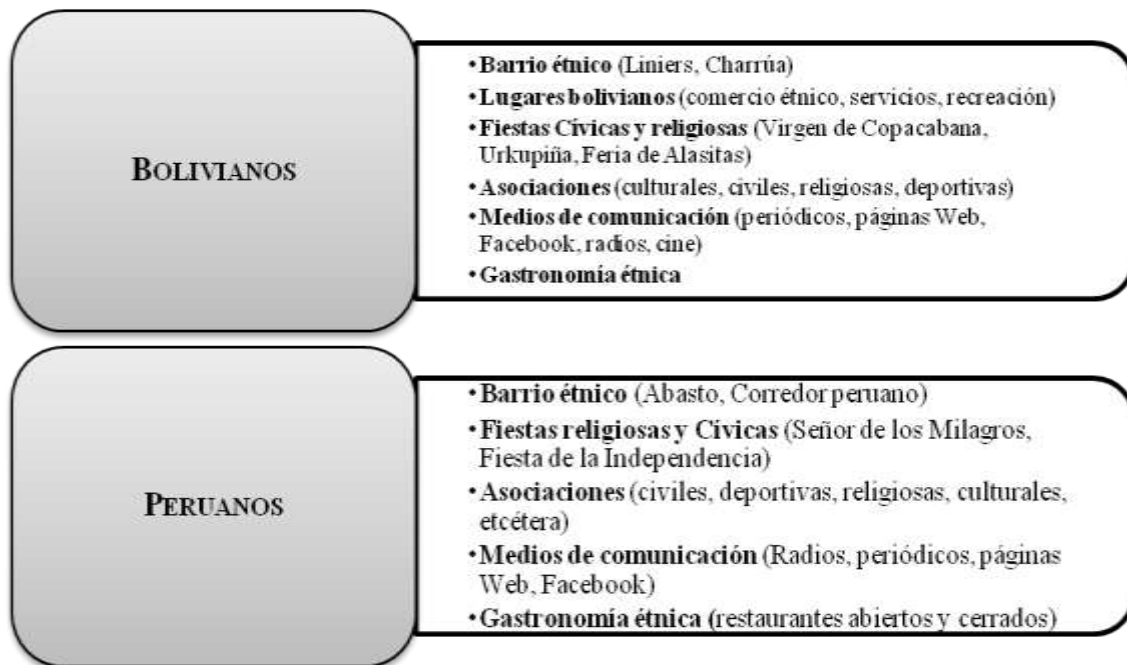 BOLIVIANOS
•Barrio étnico (Liniers, Charrúa)
•Lugares bolivianos (comercio étnico, servicios, recreación)
•Fiestas Cívicas y religiosas (Virgen de Copacabana,
Urkupiña, Feria de Alasitas)
•Asociaciones (culturales, civiles, religiosas, deportivas)
•Medios de comunicación (periódicos, páginas Web,
Facebook, radios, cine)
•Gastronomía étnica
PERUANOS
•Barrio étnico (Abasto, Corredor peruano)
•Fiestas religiosas y Cívicas (Señor de los Milagros,
Fiesta de la Independencia)
•Asociaciones (civiles, deportivas, religiosas, culturales,
etcétera)
•Medios de comunicación (Radios, periódicos, páginas
Web, Facebook)
•Gastronomía étnica (restaurantes abiertos y cerrados)